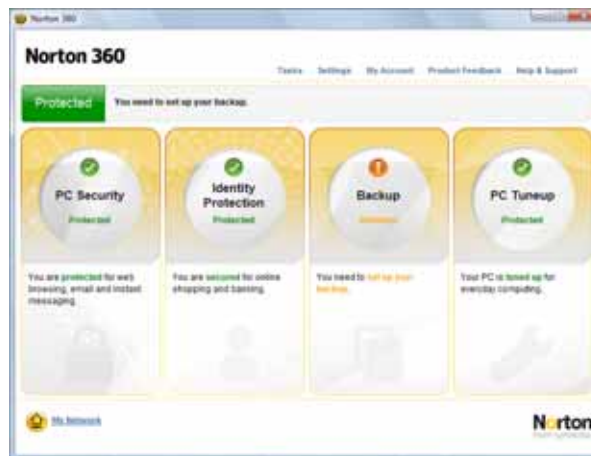 Norton 360
Norton 360
Tasks Settings My Account Product Feedback Help & Support
Protected You need to set up your backup.
PC Security
Protected
Identity Protection
Protected
Backup
PC Tuneup
Protected
You are protected for web browsing, email and instant messaging.
You are secured for online shopping and banking.
You need to set up your backup.
Your PC is tuned up for everyday computing.
My Network
Norton
from symantec